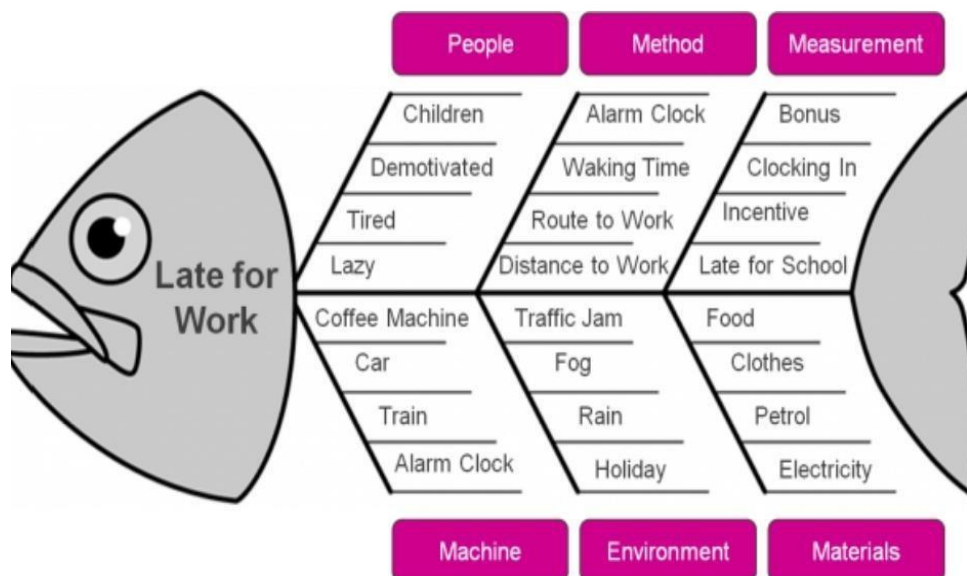 People
Method
Measurement
Children
Alarm Clock
Bonus
Demotivated
Waking Time
Clocking In
Tired
Route to Work
Incentive
Lazy
Distance to Work
Late for School
Late for
Work
Coffee Machine
Traffic Jam
Food
Car
Fog
Clothes
Train
Rain
Petrol
Alarm Clock
Holiday
Electricity
Machine
Environment
Materials